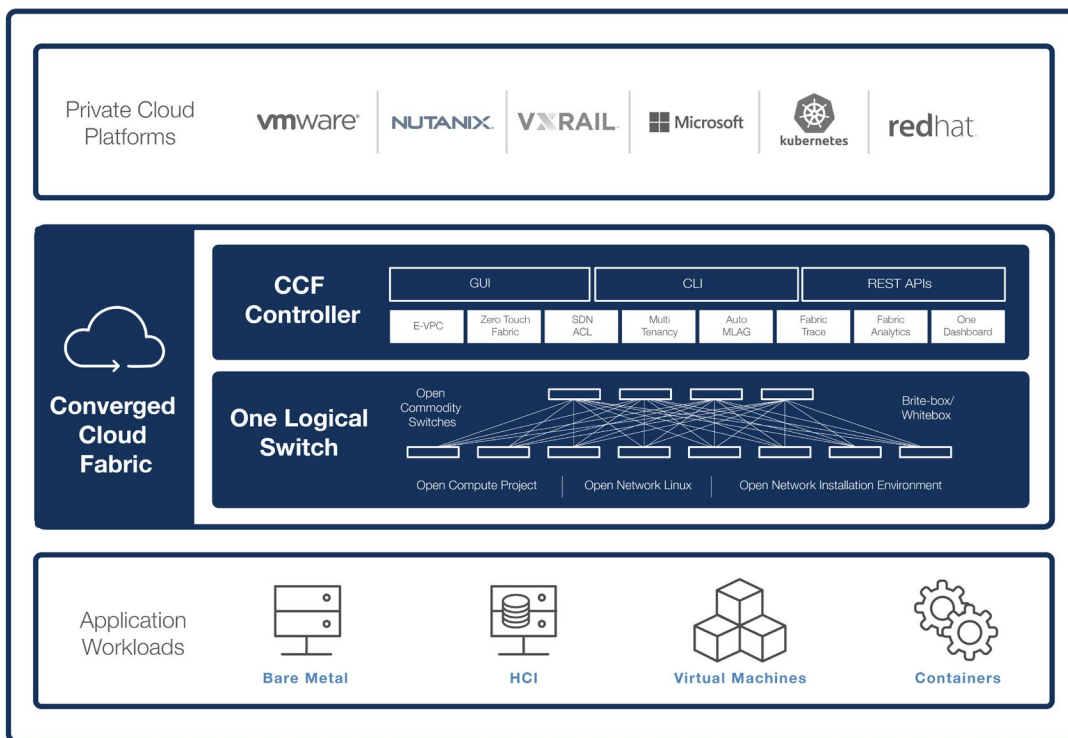 Private Cloud
Platforms
vmware
NUTANIX
VXRAIL
Microsoft
kubernetes
redhat
Converged
Cloud
Fabric
CCF
Controller
GUI
CLI
REST APIs
E-VPC
Zero Touch
Fabric
SDN
ACL
Multi
Tenancy
Auto
MLAG
Fabric
Trace
Fabric
Analytics
One
Dashboard
One Logical
Switch
Open
Commodity
Switches
Brite-box/
Whitebox
Open Compute Project
Open Network Linux
Open Network Installation Environment
Application
Workloads
Bare Metal
HCI
Virtual Machines
Containers